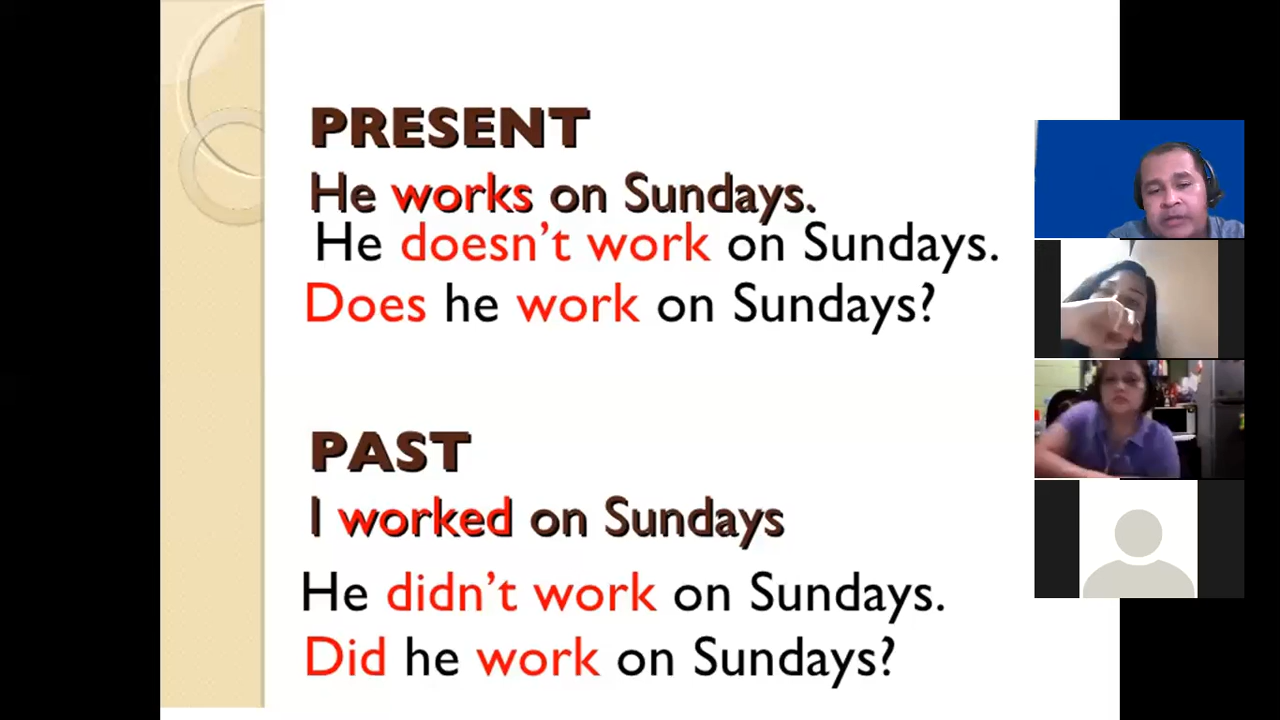 PRESENT
He works on Sundays.
He doesn’t work on Sundays.
Does he work on Sundays?
PAST
I worked on Sundays
He didn’t work on Sundays.
Did he work on Sundays?